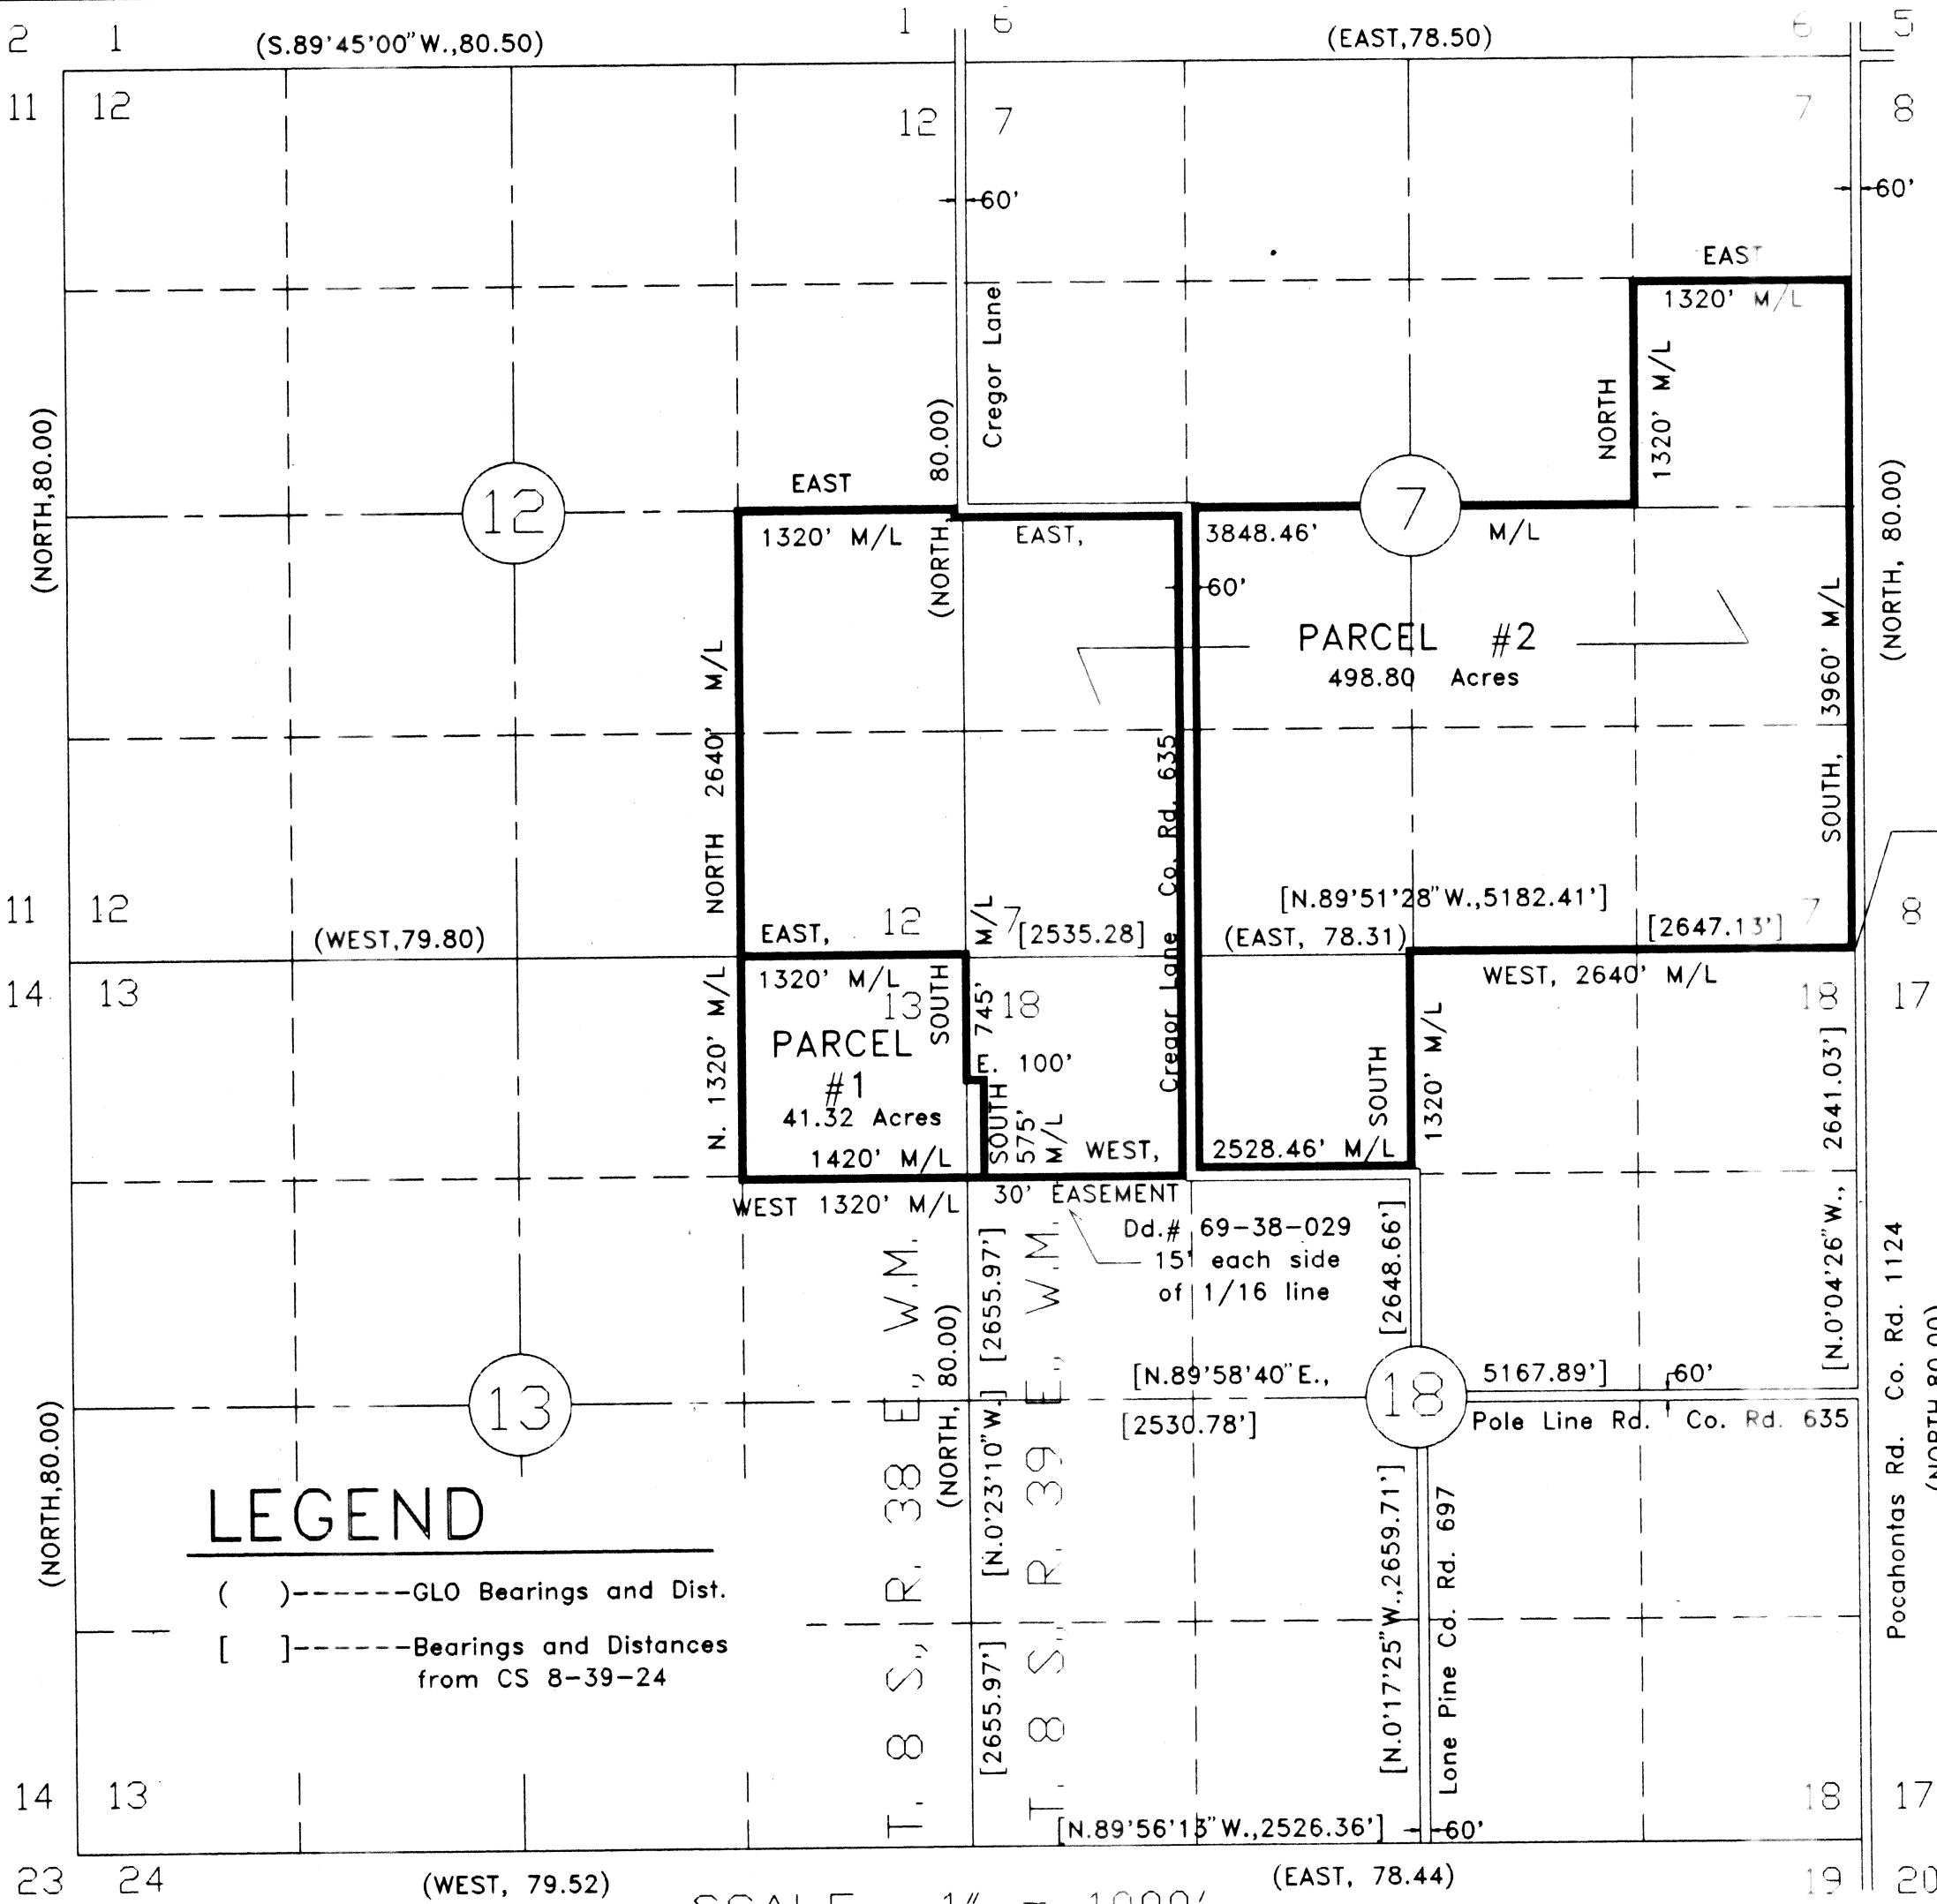 2 1 (S.89'45'00"W.,80.50) 1 6 (EAST,78.50) 6 5
11 12 12 7 7 8
60' 60'
EAST
1320' M/L
Cregor Lane
NORTH
1320' M/L
(NORTH,80.00)
(NORTH, 80.00)
(NORTH, 80.00)
EAST
1320' M/L
12
EAST,
3848.46' M/L
7
60'
PARCEL #2
498.80 Acres
NORTH 2640' M/L
Cregor Lane Co. Rd. 635
SOUTH, 3960' M/L
[N.89'51'28"W.,5182.41']
11 12 12 7 7 8
(WEST,79.80)
EAST,
M/L
[2535.28]
(EAST, 78.31)
[2647.13']
1320' M/L
WEST, 2640' M/L
14 13 13 18 18 17
N. 1320' M/L
SOUTH
745'
PARCEL
#1
41.32 Acres
E. 100'
SOUTH
575'
M/L
1420' M/L
WEST,
2528.46' M/L
SOUTH
1320' M/L
WEST 1320' M/L
30' EASEMENT
Dd.# 69-38-029
15' each side
of 1/16 line
[2655.97']
[2648.66']
[N.0'04'26"W., 2641.03']
(NORTH, 80.00)
[N.89'58'40"E., 5167.89']
60'
13
18
[2530.78']
Pole Line Rd. Co. Rd. 635
Pocahontas Rd. Co. Rd. 1124
(NORTH,80.00)
(NORTH 80.00)
[N.0'23'10"W.]
T. 8 S., R. 38 E., W.M.
T. 8 S., R. 39 E., W.M.
LEGEND
( )------GLO Bearings and Dist.
[ ]------Bearings and Distances
from CS 8-39-24
[2655.97']
[N.0'17'25"W.,2659.71']
Lone Pine Co. Rd. 697
14 13 18 17
[N.89'56'13"W.,2526.36']
60'
23 24 (WEST, 79.52) (EAST, 78.44) 19 20
SCALE 1" = 1000'